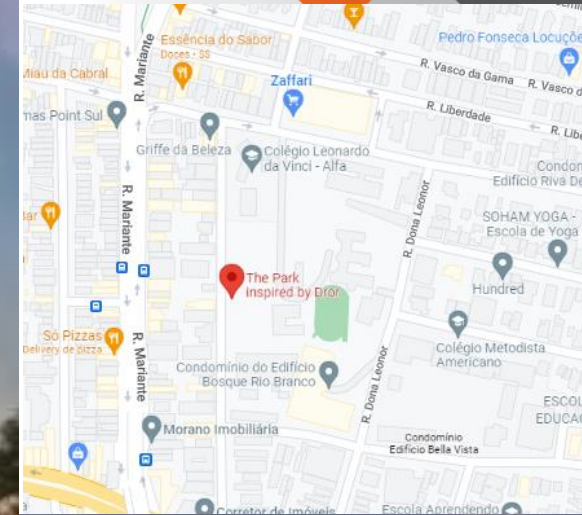 Essência do Sabor
Doces - $$
Pedro Fonseca Locuçõe
Miau da Cabral
R. Mariante
Zaffari
R. Vasco da Gama
R. Vasco d
R. Liberdade
R. Libe
mas Point Sul
Griffe da Beleza
Colégio Leonardo
da Vinci - Alfa
Condom
Edifício Riva De
R. Mariante
R. Dona Leonor
SOHAM YOGA -
Escola de Yoga
The Park
Inspired by Dror
Hundred
Só Pizzas
Delivery de pizza
R. Mariante
Colégio Metodista
Americano
Condomínio do Edifício
Bosque Rio Branco
R. Dona Leonor
ESCOL
EDUCAÇ
Morano Imobiliária
Condomínio
Edifício Bella Vista
Corretor de Imóveis
Escola Aprendendo